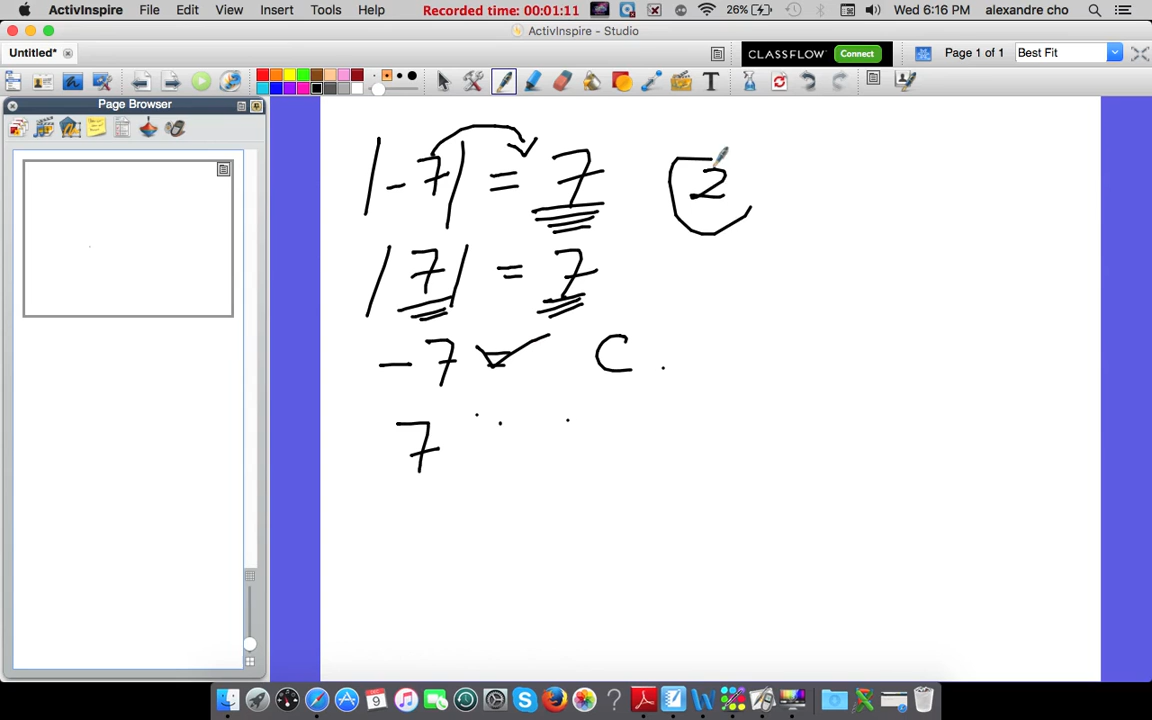 ActivInspire File Edit View Insert Tools Help Recorded time: 00:01:11 26% Wed 6:16 PM alexandre cho
ActivInspire - Studio
Untitled* CLASSFLOW Connect Page 1 of 1 Best Fit
Page Browser
|-7| = 7 2
|7| = 7
-7 C .
7